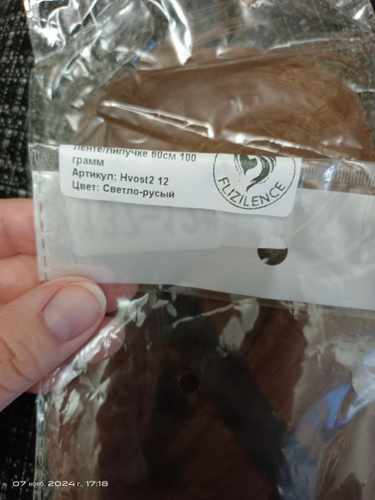 ленте/липучке 60см 100
грамм
Артикул: Hvost2 12
Цвет: Светло-русый
FLIZILENCE
07 нояб. 2024 г., 17:18